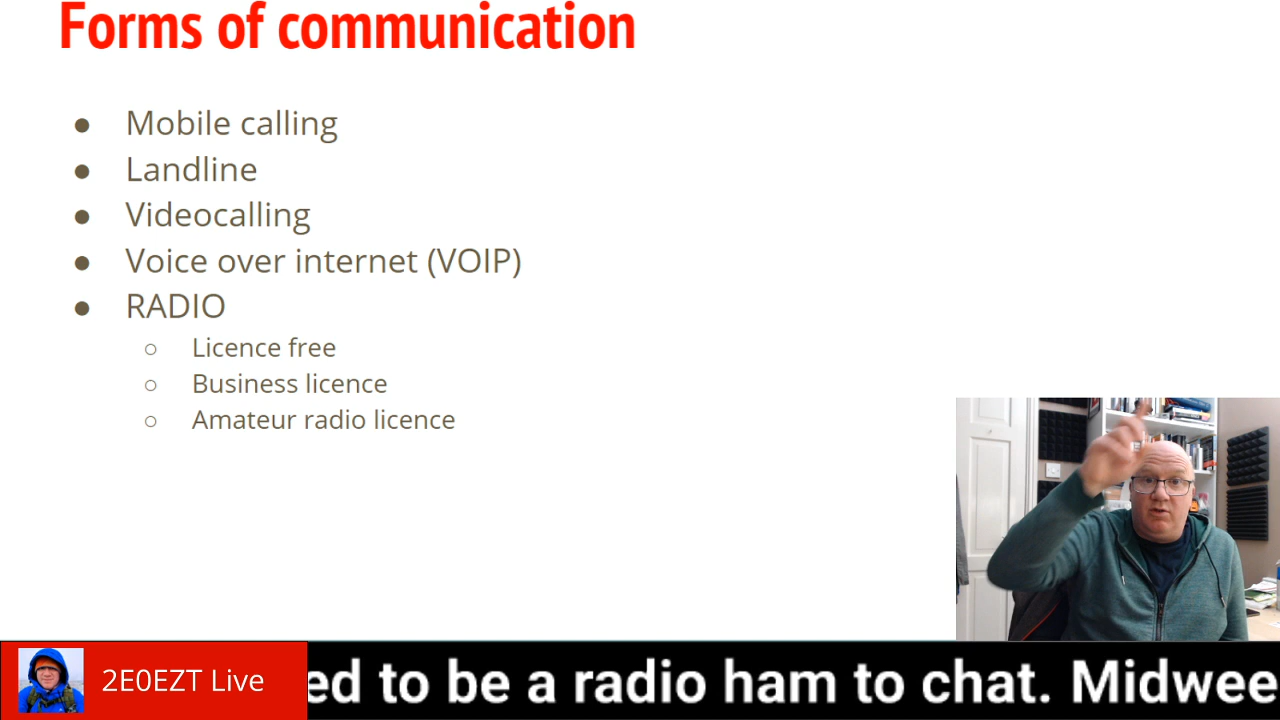 Forms of communication
● Mobile calling
● Landline
● Videocalling
● Voice over internet (VOIP)
● RADIO
○ Licence free
○ Business licence
○ Amateur radio licence
2E0EZT Live
ed to be a radio ham to chat. Midwee